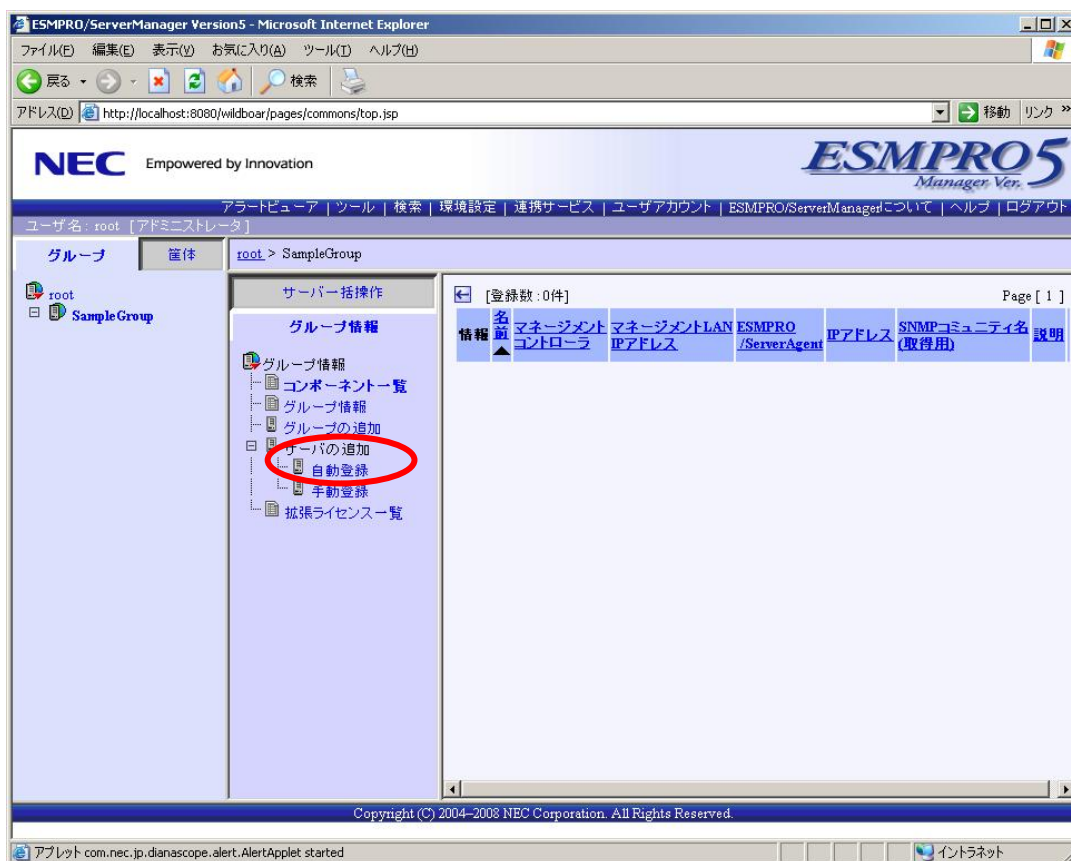 ESMPRO/ServerManager Version5 - Microsoft Internet Explorer
ファイル(F) 編集(E) 表示(V) お気に入り(A) ツール(T) ヘルプ(H)
戻る 検索
アドレス(D) http://localhost:8080/wildboar/pages/commons/top.jsp 移動 リンク »
NEC Empowered by Innovation
ESMPRO5
Manager, Ver.
アラートビューア | ツール | 検索 | 環境設定 | 連携サービス | ユーザアカウント | ESMPRO/ServerManagerについて | ヘルプ | ログアウト
ユーザ名 : root [アドミニストレータ]
グループ 筐体
root > SampleGroup
root
SampleGroup
サーバ一括操作
グループ情報
グループ情報
コンポーネント一覧
グループ情報
グループの追加
サーバの追加
自動登録
手動登録
拡張ライセンス一覧
[登録数 : 0件] Page [ 1 ]
情報 名前▲ マネージメントコントローラ マネージメントLAN IPアドレス ESMPRO/ServerAgent IPアドレス SNMPコミュニティ名(取得用) 説明
Copyright (C) 2004–2008 NEC Corporation. All Rights Reserved.
アプレット com.nec.jp.dianascope.alert.AlertApplet started イントラネット